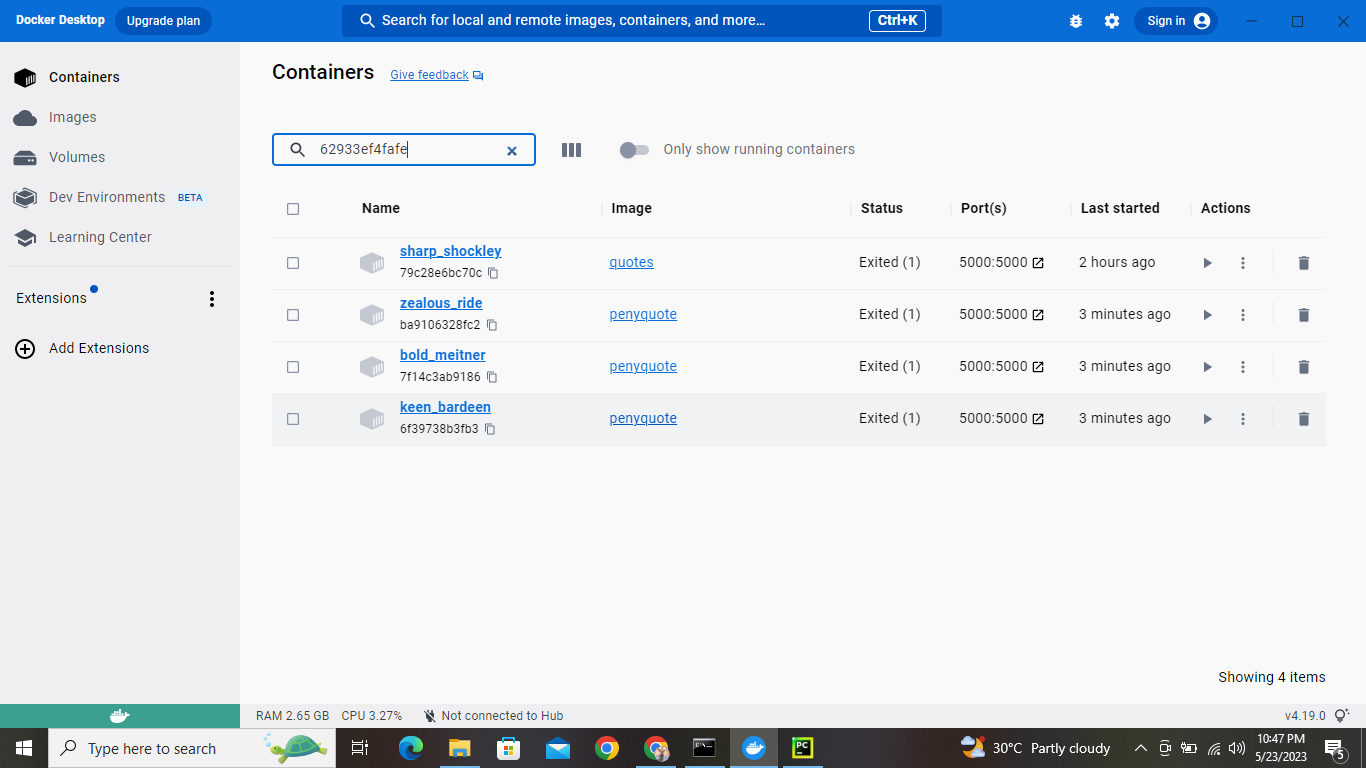 Docker Desktop Upgrade plan Search for local and remote images, containers, and more... Ctrl+K Sign in
Containers
Images
Volumes
Dev Environments BETA
Learning Center
Extensions
Add Extensions
Containers Give feedback
62933ef4fafe Only show running containers
Name Image Status Port(s) Last started Actions
sharp_shockley
79c28e6bc70c quotes Exited (1) 5000:5000 2 hours ago
zealous_ride
ba9106328fc2 penyquote Exited (1) 5000:5000 3 minutes ago
bold_meitner
7f14c3ab9186 penyquote Exited (1) 5000:5000 3 minutes ago
keen_bardeen
6f39738b3fb3 penyquote Exited (1) 5000:5000 3 minutes ago
Showing 4 items
RAM 2.65 GB CPU 3.27% Not connected to Hub v4.19.0
Type here to search PC 30°C Partly cloudy 10:47 PM
5/23/2023 5